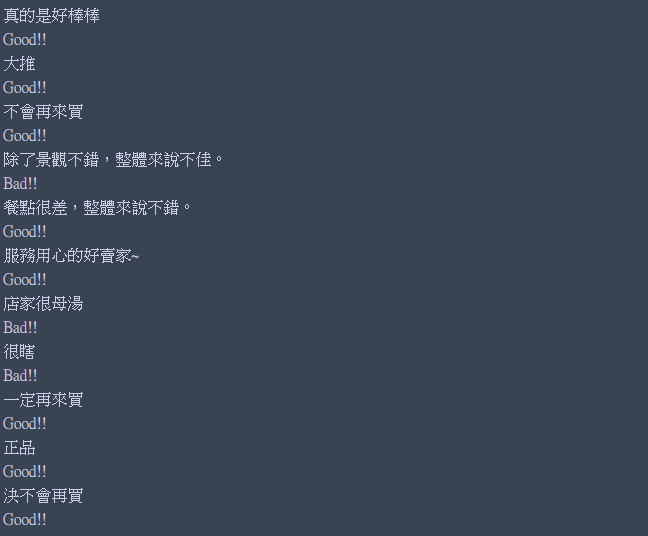 真的是好棒棒
Good!!
大推
Good!!
不會再來買
Good!!
除了景觀不錯，整體來說不佳。
Bad!!
餐點很差，整體來說不錯。
Good!!
服務用心的好賣家~
Good!!
店家很母湯
Bad!!
很瞎
Bad!!
一定再來買
Good!!
正品
Good!!
決不會再買
Good!!